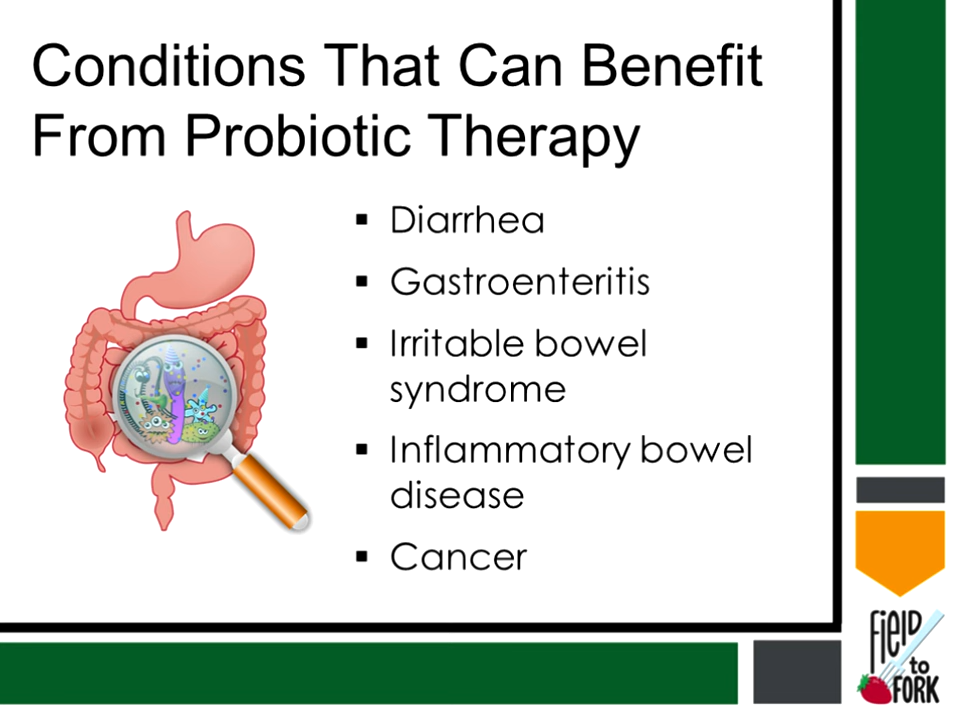 Conditions That Can Benefit
From Probiotic Therapy
▪ Diarrhea
▪ Gastroenteritis
▪ Irritable bowel
syndrome
▪ Inflammatory bowel
disease
▪ Cancer
FiELD
to
FORK